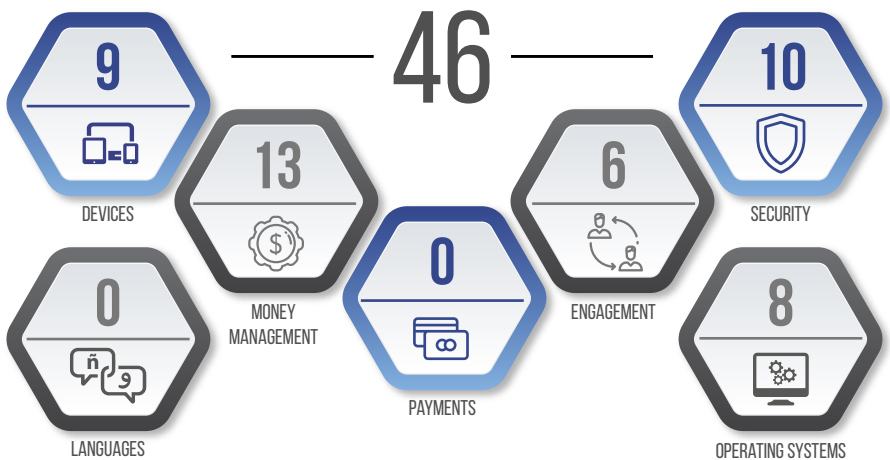 46
9
DEVICES
13
MONEY
MANAGEMENT
0
PAYMENTS
6
ENGAGEMENT
10
SECURITY
0
ñ
و
LANGUAGES
$
8
OPERATING SYSTEMS